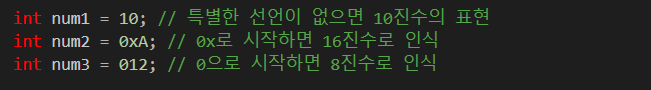 int num1 = 10; // 특별한 선언이 없으면 10진수의 표현
int num2 = 0xA; // 0x로 시작하면 16진수로 인식
int num3 = 012; // 0으로 시작하면 8진수로 인식